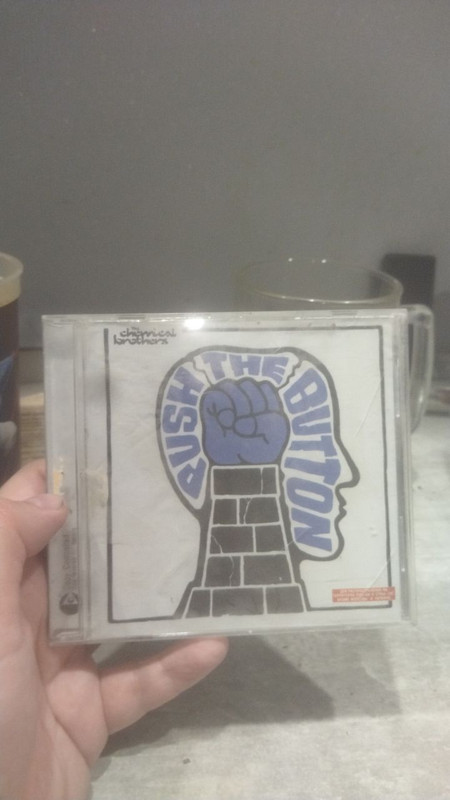 the
chemical
brothers
PUSH THE BUTTON